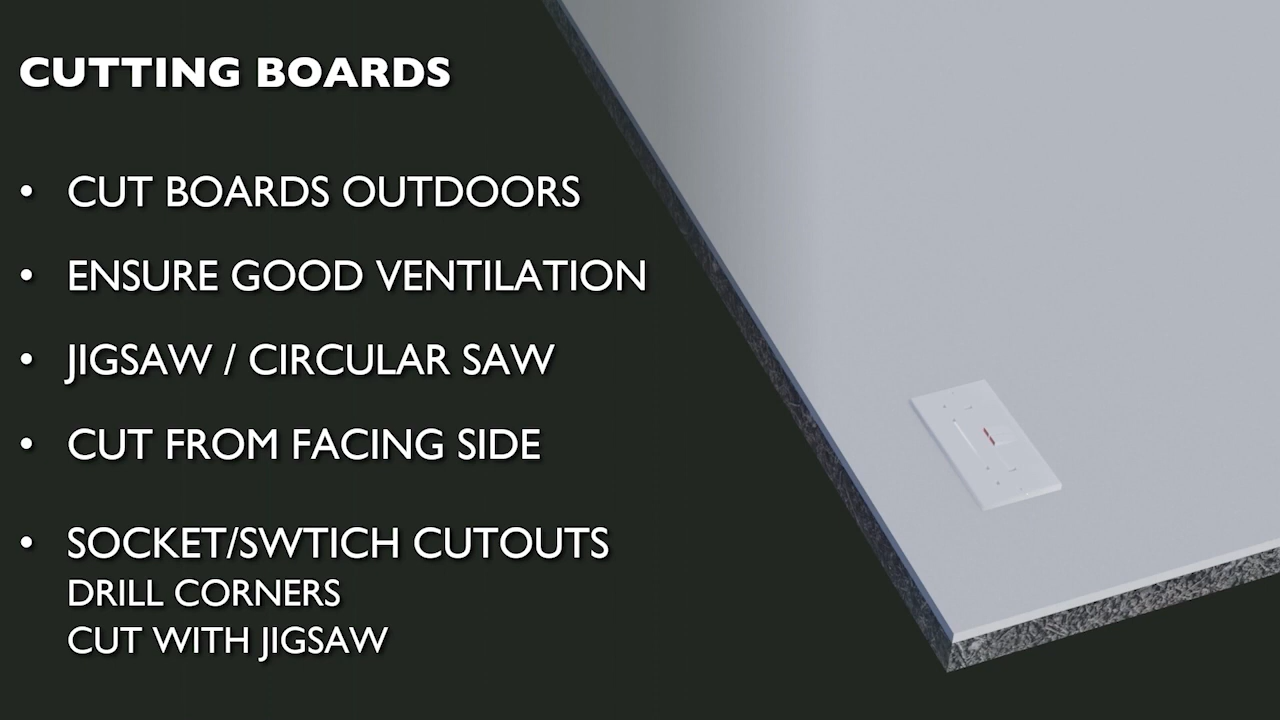 CUTTING BOARDS
• CUT BOARDS OUTDOORS
• ENSURE GOOD VENTILATION
• JIGSAW / CIRCULAR SAW
• CUT FROM FACING SIDE
• SOCKET/SWTICH CUTOUTS
DRILL CORNERS
CUT WITH JIGSAW